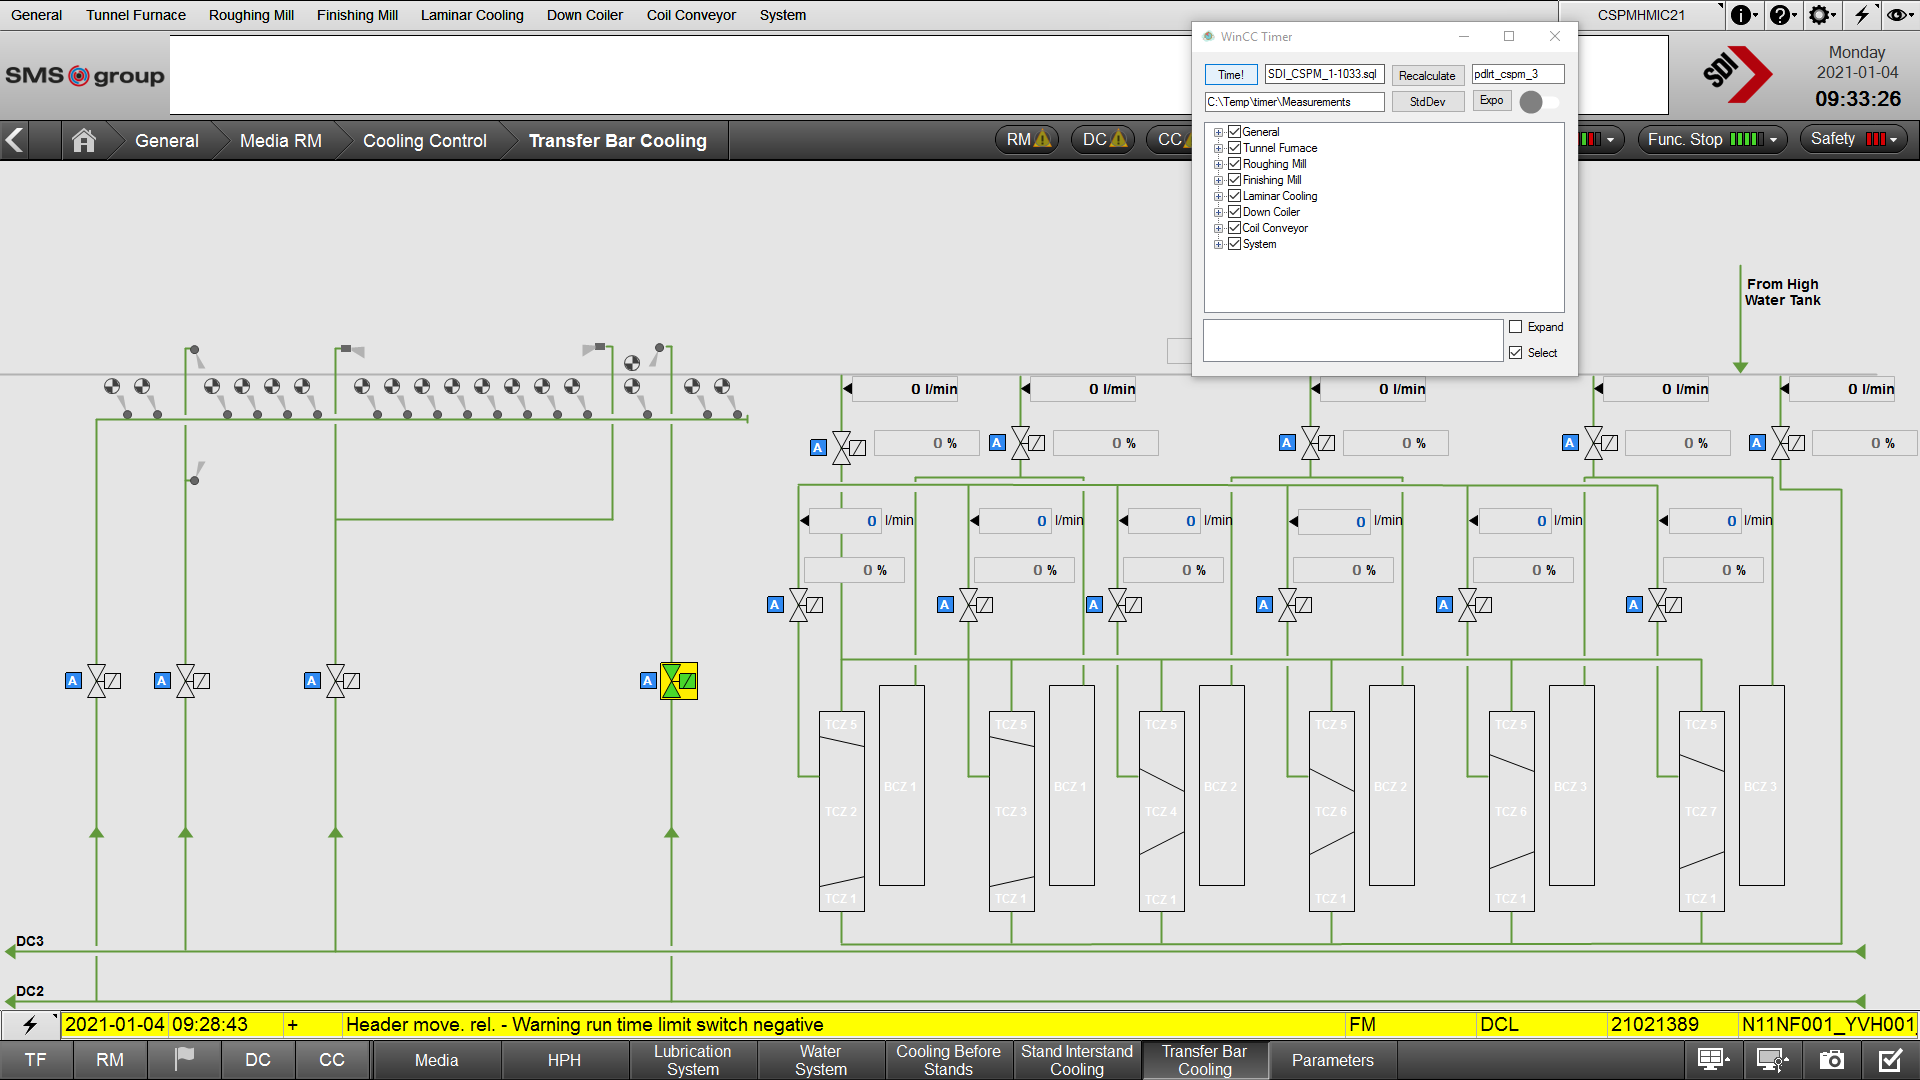 General Tunnel Furnace Roughing Mill Finishing Mill Laminar Cooling Down Coiler Coil Conveyor System CSPMHMIC21
WinCC Timer
SMS group
SDI
Monday
2021-01-04
09:33:26
Time! SDI_CSPM_1-1033.sql Recalculate pdlrt_cspm_3
C:\Temp\timer\Measurements StdDev Expo
General
Tunnel Furnace
Roughing Mill
Finishing Mill
Laminar Cooling
Down Coiler
Coil Conveyor
System
Expand
Select
General Media RM Cooling Control Transfer Bar Cooling RM DC CC Func. Stop Safety
From High
Water Tank
0 l/min 0 l/min 0 l/min 0 l/min 0 l/min
A 0 % A 0 % A 0 % A 0 % A 0 %
0 l/min 0 l/min 0 l/min 0 l/min 0 l/min 0 l/min
0 % 0 % 0 % 0 % 0 % 0 %
A A A A A A
A A A A
TCZ 5 TCZ 5 TCZ 5 TCZ 5 TCZ 5 TCZ 5
BCZ 1 BCZ 1 BCZ 2 BCZ 2 BCZ 3 BCZ 3
TCZ 2 TCZ 3 TCZ 4 TCZ 6 TCZ 6 TCZ 7
TCZ 1 TCZ 1 TCZ 1 TCZ 1 TCZ 1 TCZ 1
DC3
DC2
2021-01-04 09:28:43 + Header move. rel. - Warning run time limit switch negative FM DCL 21021389 N11NF001_YVH001
TF RM DC CC Media HPH Lubrication System Water System Cooling Before Stands Stand Interstand Cooling Transfer Bar Cooling Parameters